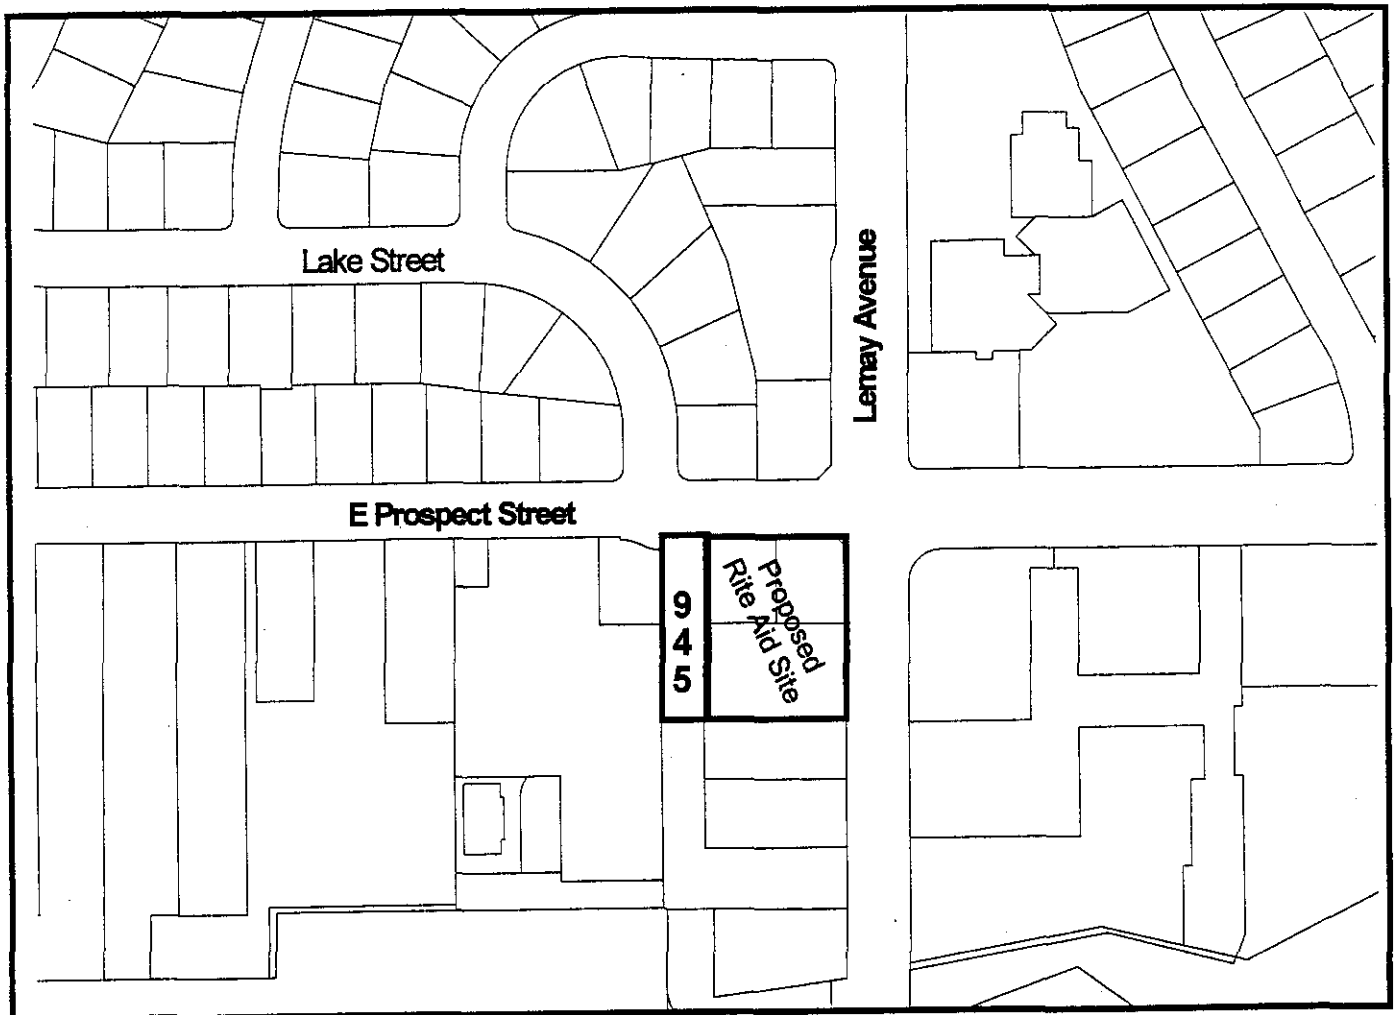 Lake Street
Lemay Avenue
E Prospect Street
9
4
5
Proposed
Rite Aid Site